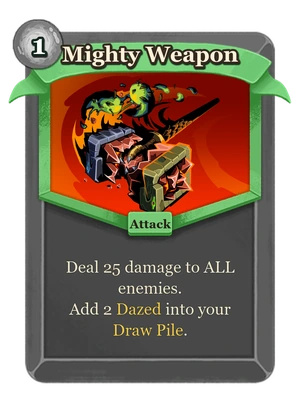 1
Mighty Weapon
Attack
Deal 25 damage to ALL
enemies.
Add 2 Dazed into your
Draw Pile.